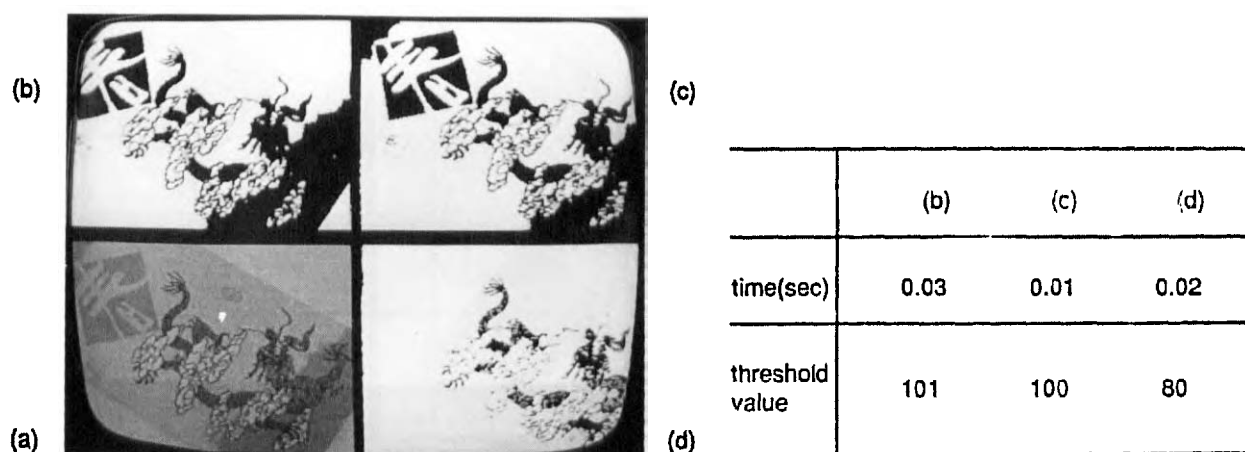 (b)
(c)
(a)
(d)
(b) (c) (d)
time(sec) 0.03 0.01 0.02
threshold value 101 100 80